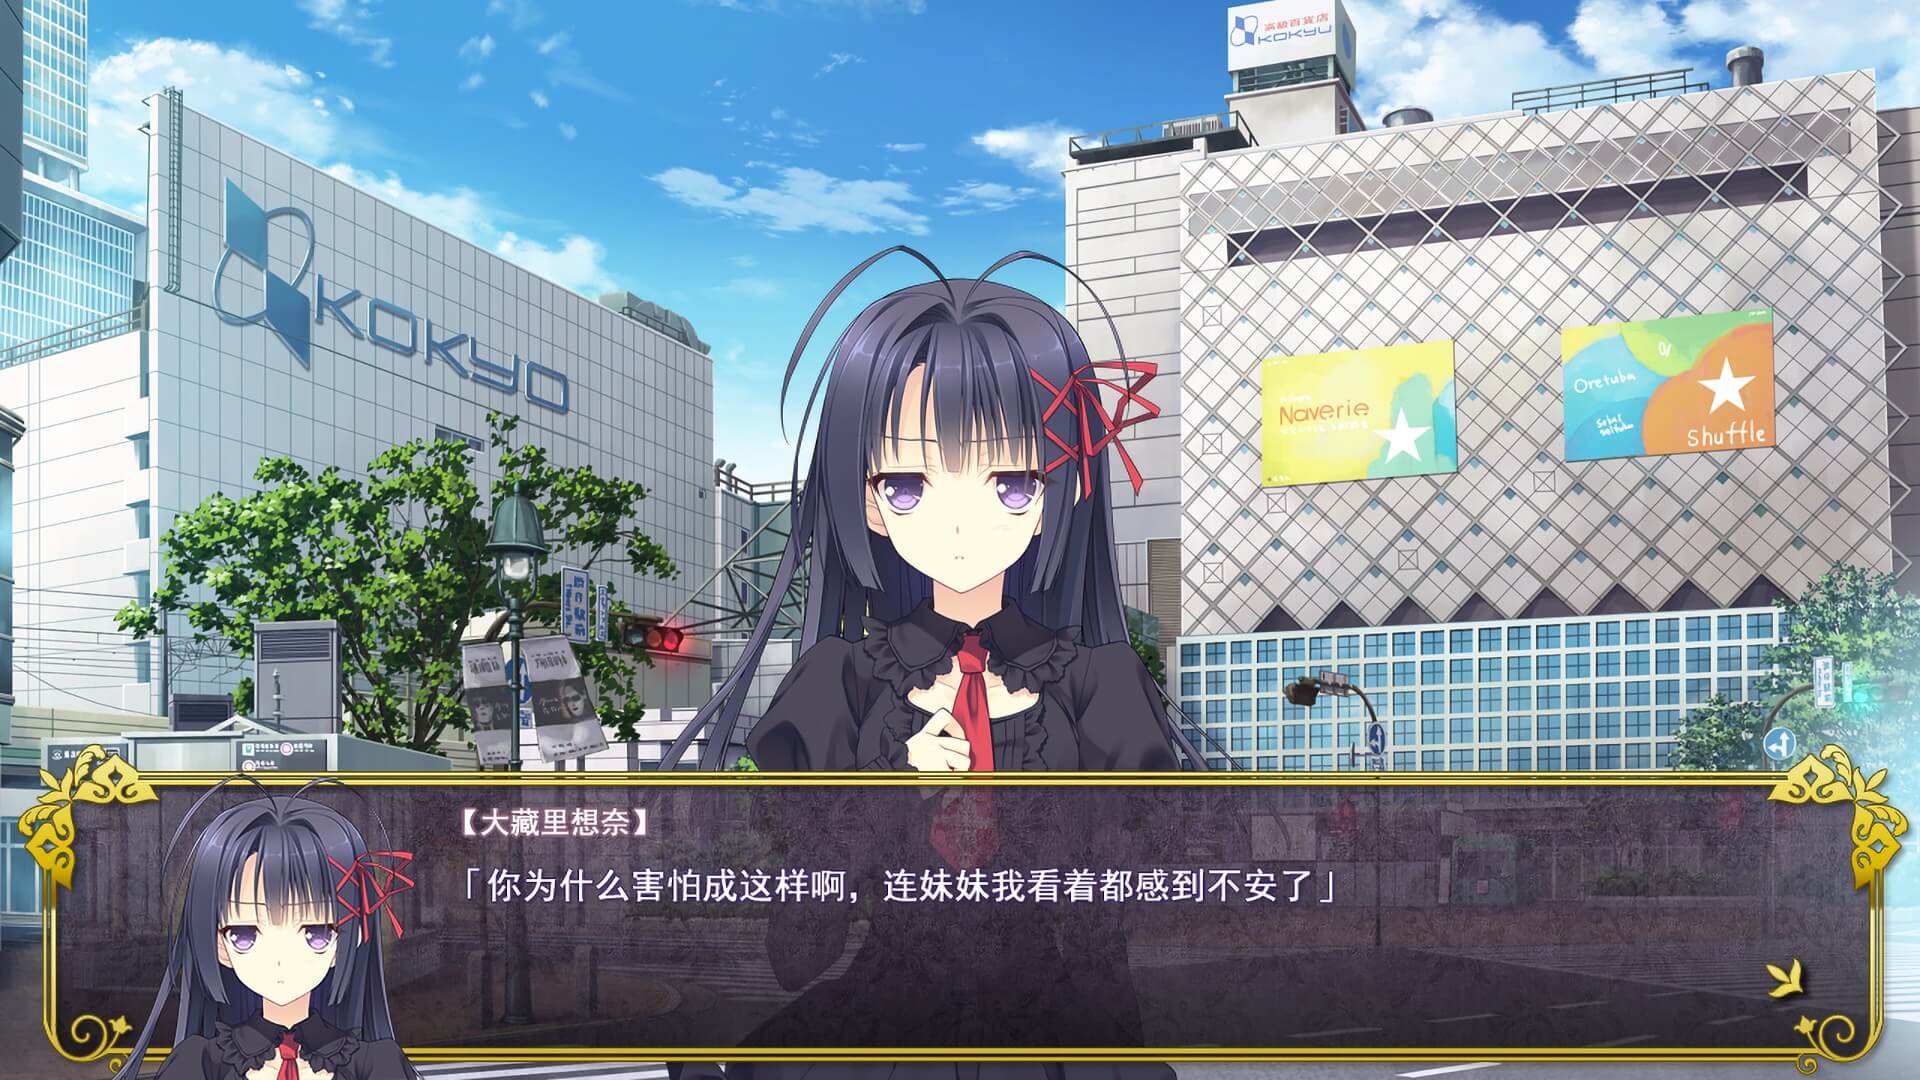 高級百貨店
KOKYU
KOKYO
Naverie
Oretuba
Shuffle
【大藏里想奈】
「你为什么害怕成这样啊，连妹妹我看着都感到不安了」